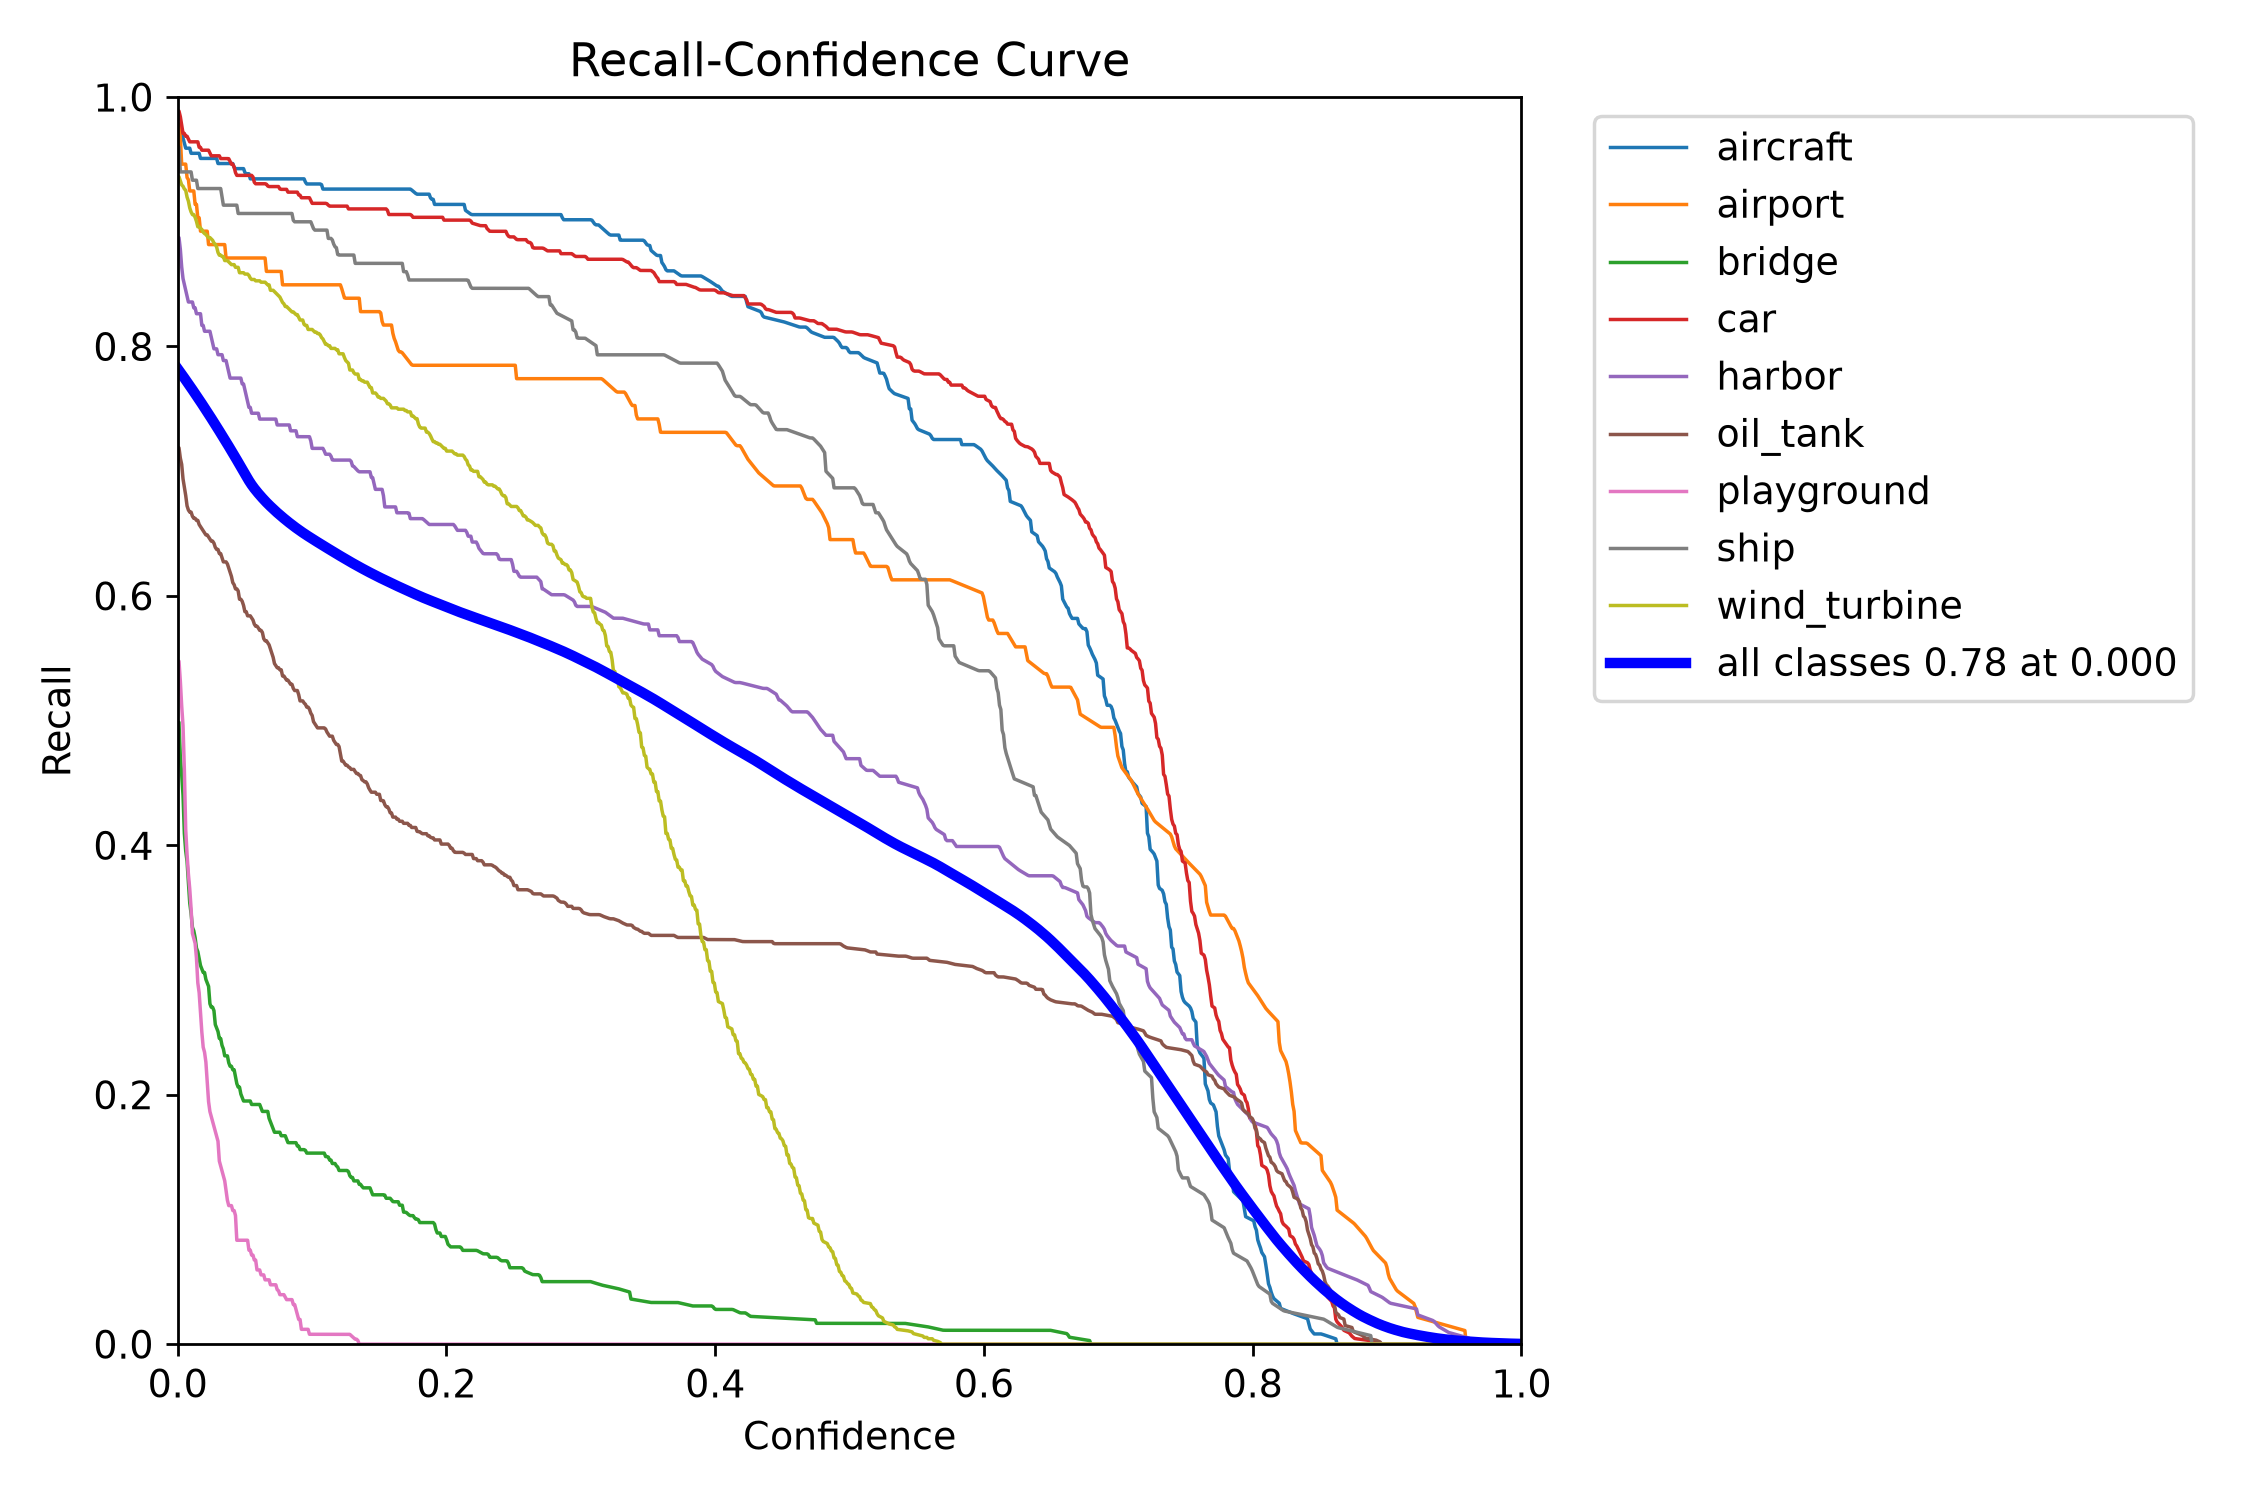 Recall-Confidence Curve
1.0
0.8
0.6
0.4
0.2
0.0
Recall
0.0 0.2 0.4 0.6 0.8 1.0
Confidence
aircraft
airport
bridge
car
harbor
oil_tank
playground
ship
wind_turbine
all classes 0.78 at 0.000